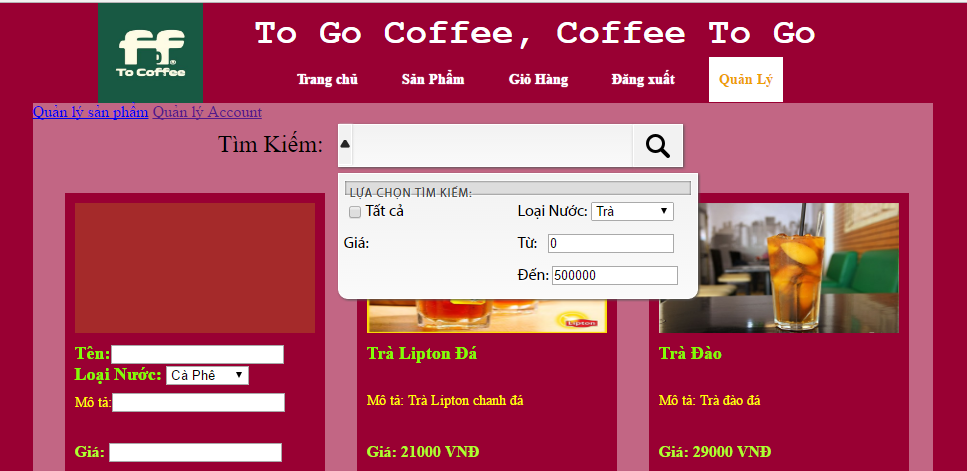 To Go Coffee, Coffee To Go
To Coffee
Trang chủ Sản Phẩm Giỏ Hàng Đăng xuất Quản Lý
Quản lý sản phẩm Quản lý Account
Tìm Kiếm:
LỰA CHỌN TÌM KIẾM:
Tất cả Loại Nước: Trà
Giá: Từ: 0
Đến: 500000
Lipton
Tên: Trà Lipton Đá Trà Đào
Loại Nước: Cà Phê
Mô tả: Mô tả: Trà Lipton chanh đá Mô tả: Trà đào đá
Giá: Giá: 21000 VNĐ Giá: 29000 VNĐ